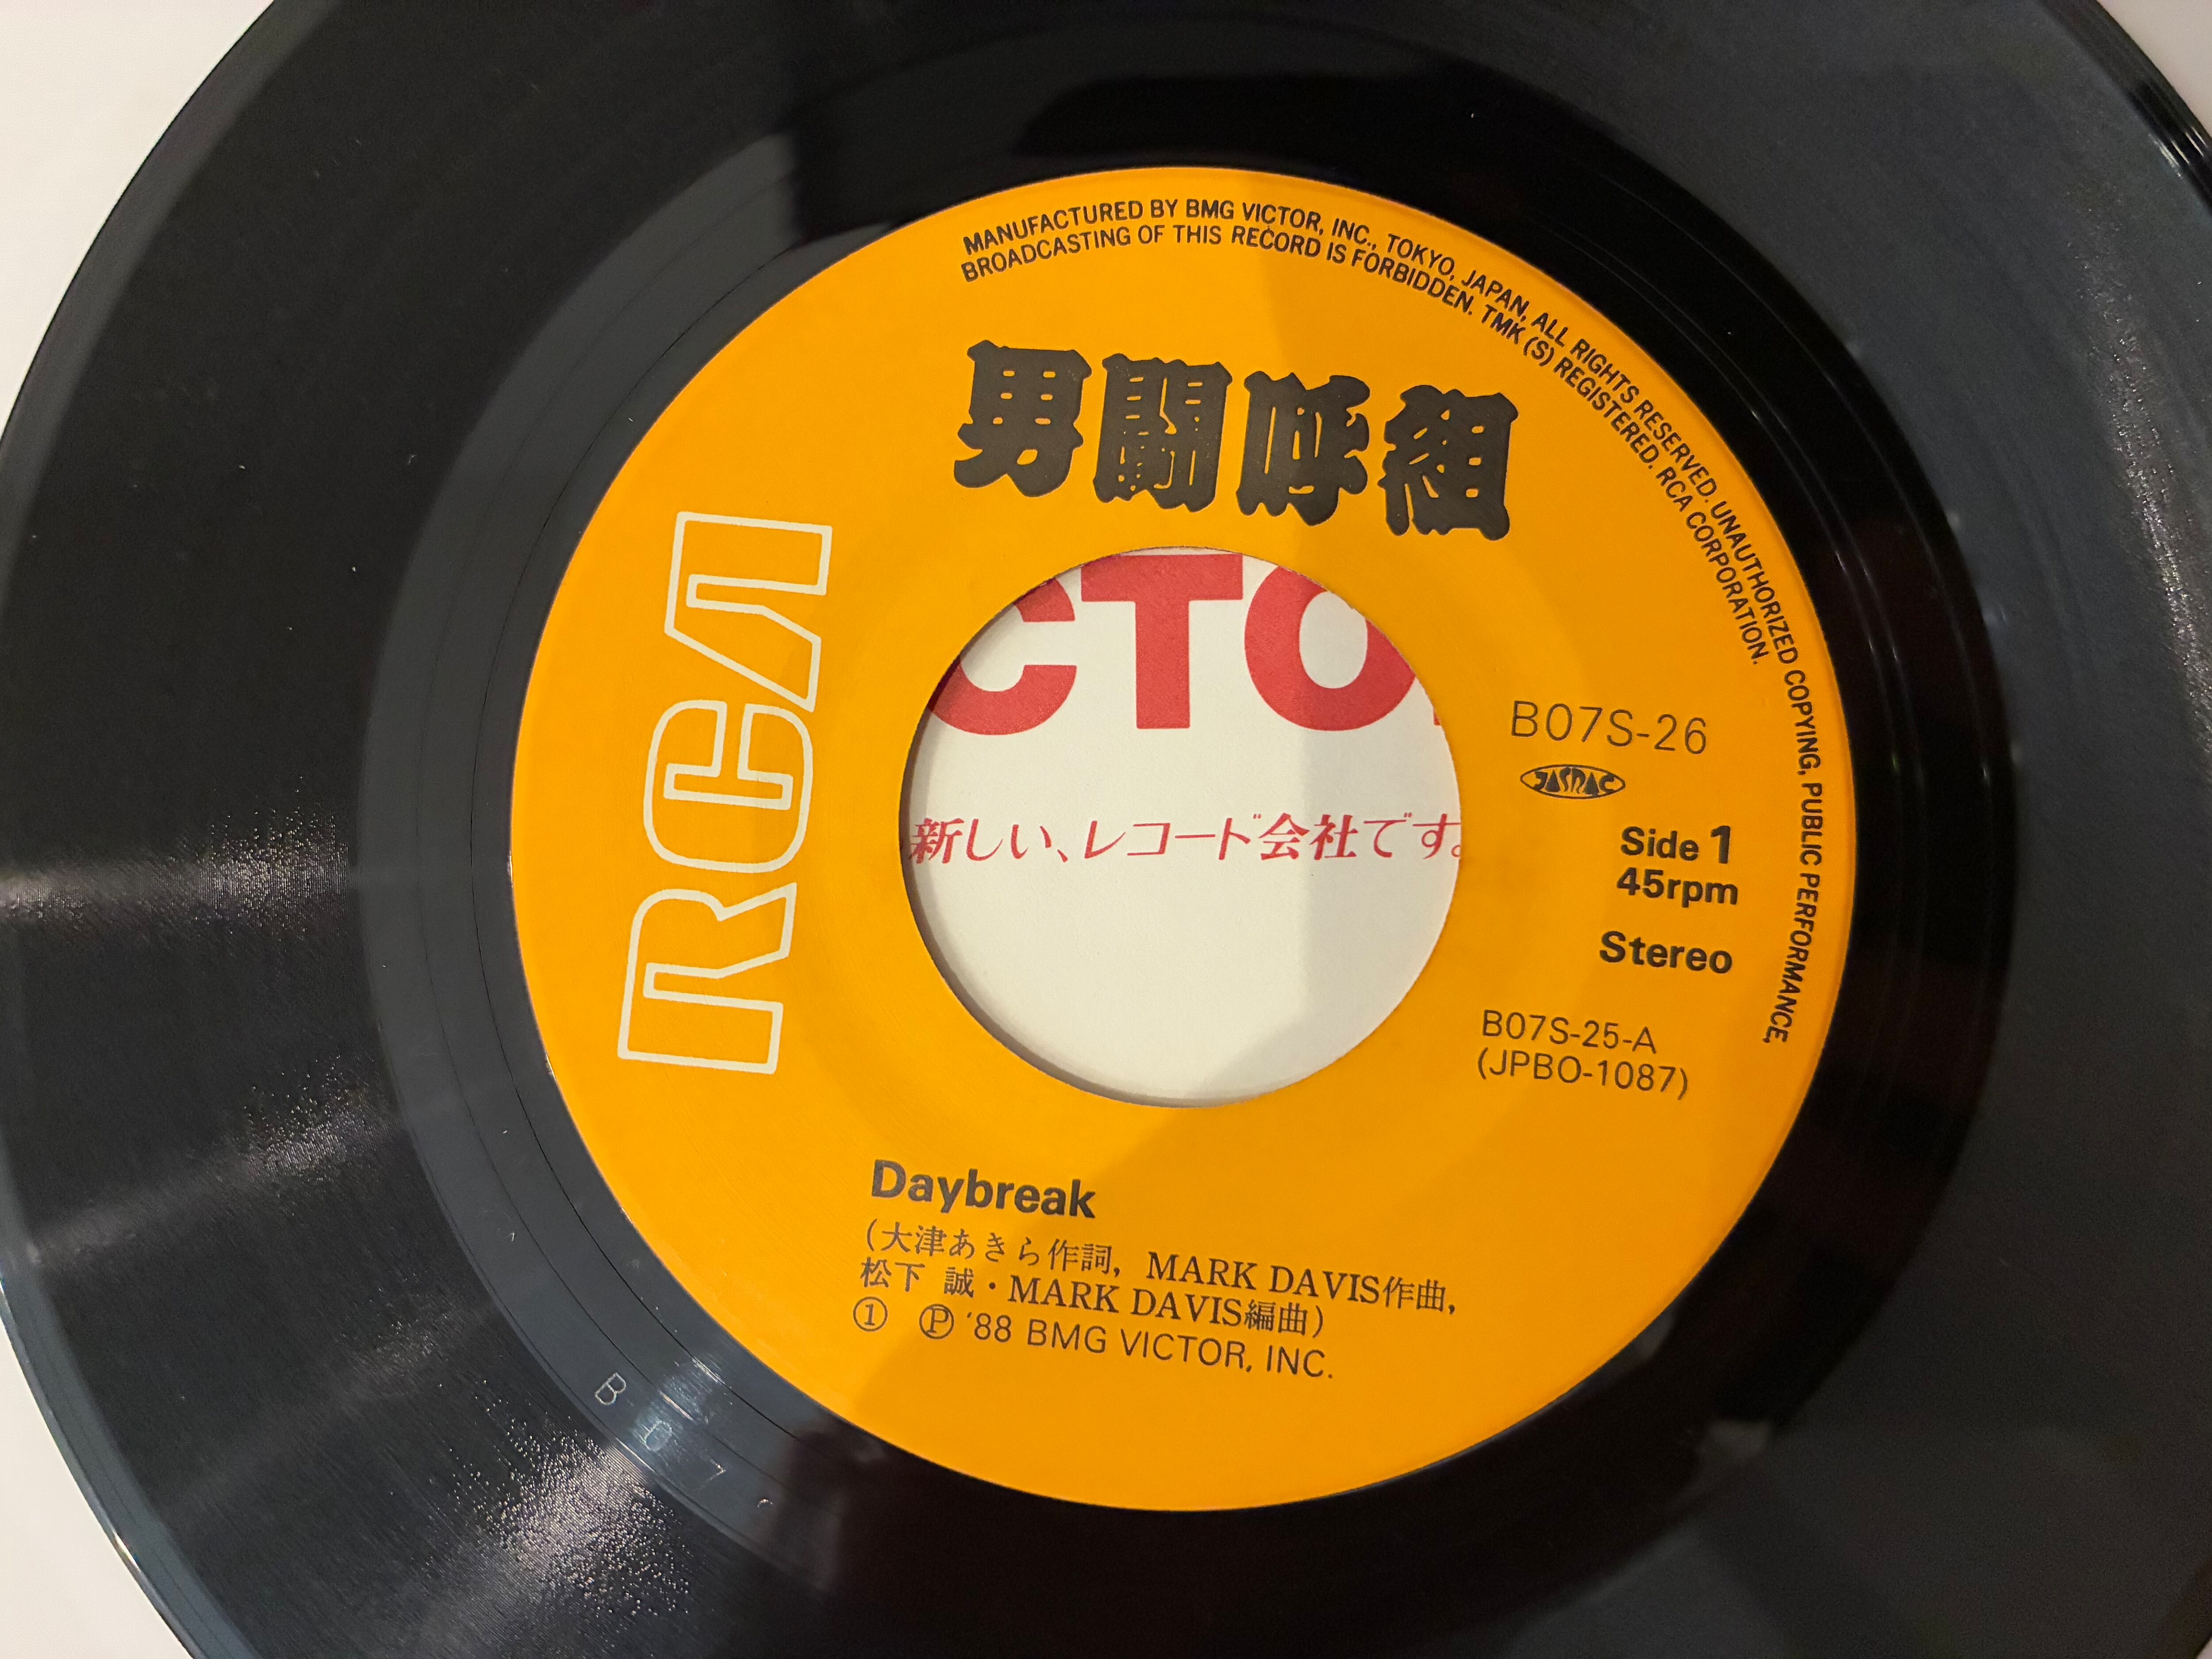 MANUFACTURED BY BMG VICTOR, INC., TOKYO, JAPAN, ALL RIGHTS RESERVED. UNAUTHORIZED COPYING, PUBLIC PERFORMANCE,
BROADCASTING OF THIS RECORD IS FORBIDDEN. TMK (S) REGISTERED. RCA CORPORATION.
男闘呼組
RCA
CTO
新しい、レコード会社です。
B07S-26
JASRAC
Side 1
45rpm
Stereo
B07S-25-A
(JPBO-1087)
Daybreak
(大津あきら作詞, MARK DAVIS作曲,
松下 誠・MARK DAVIS編曲)
① Ⓟ '88 BMG VICTOR, INC.